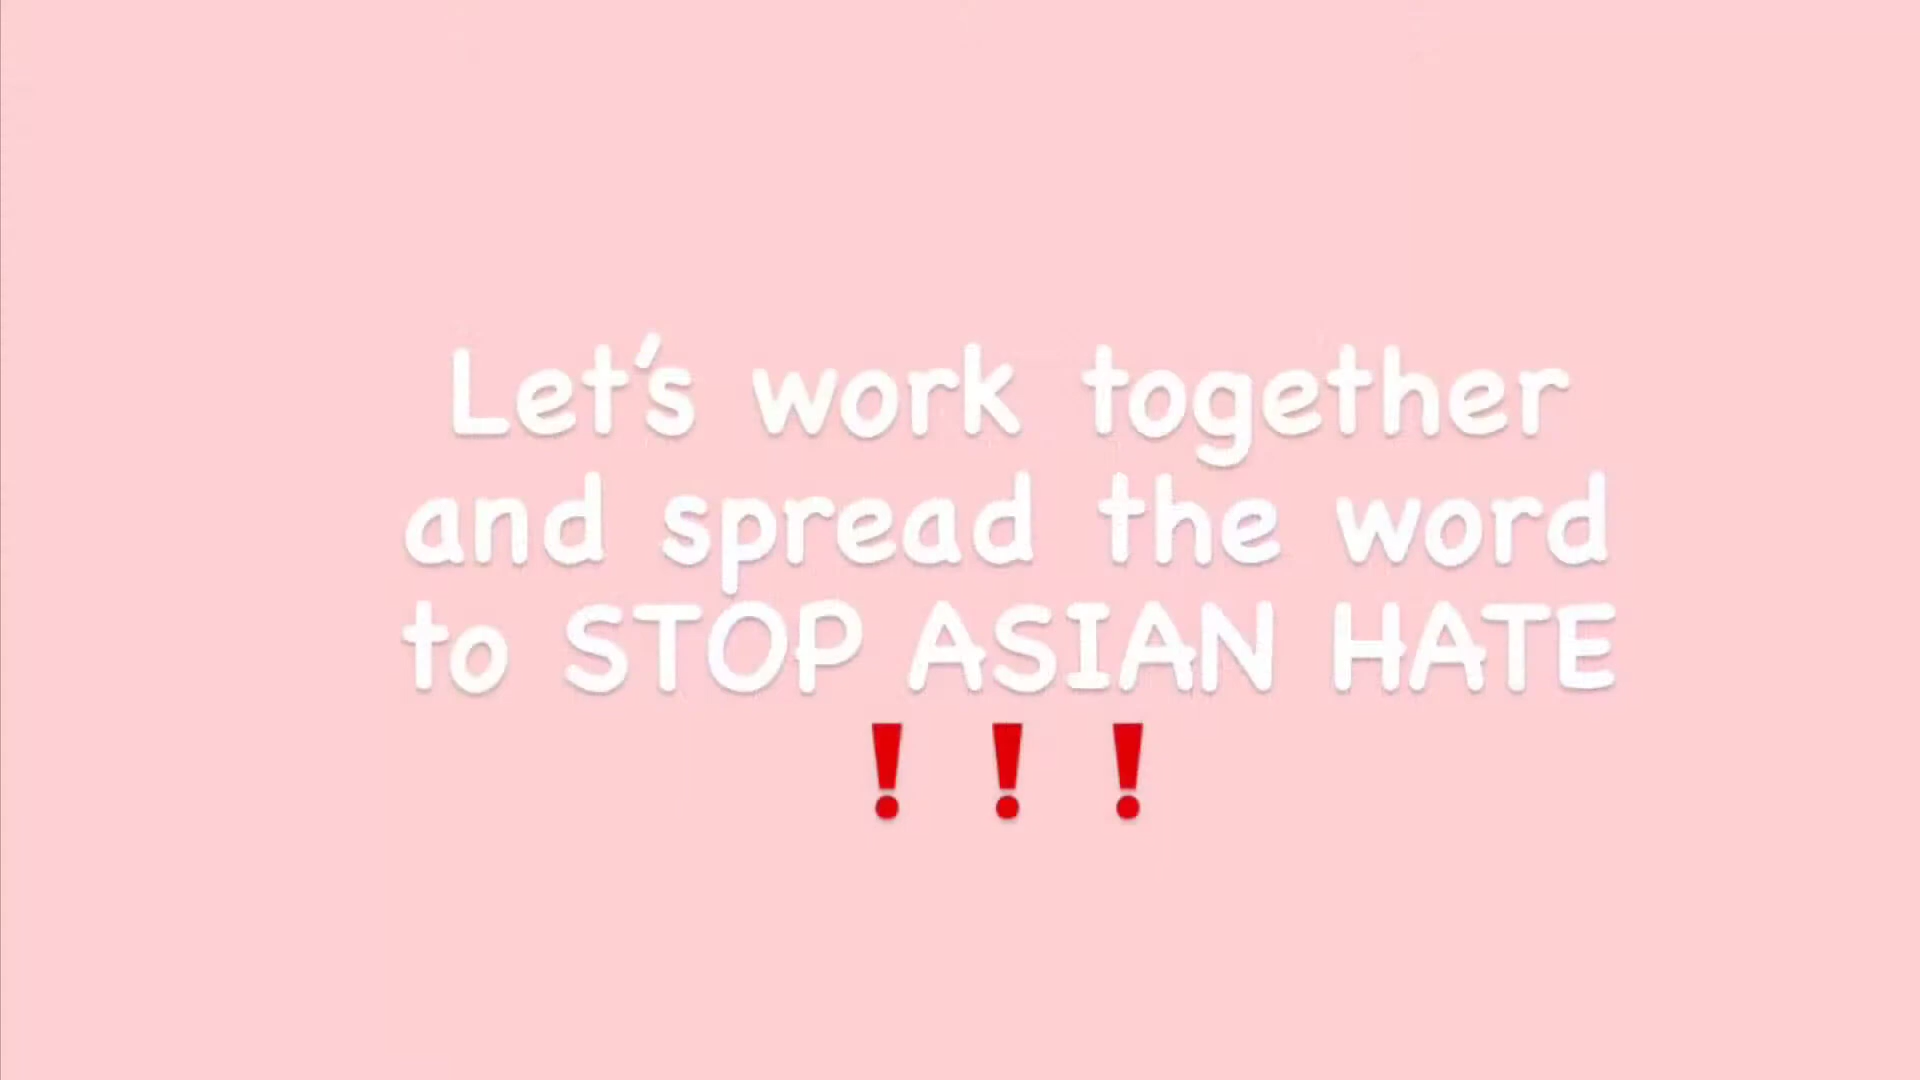 Let's work together
and spread the word
to STOP ASIAN HATE
❗❗❗